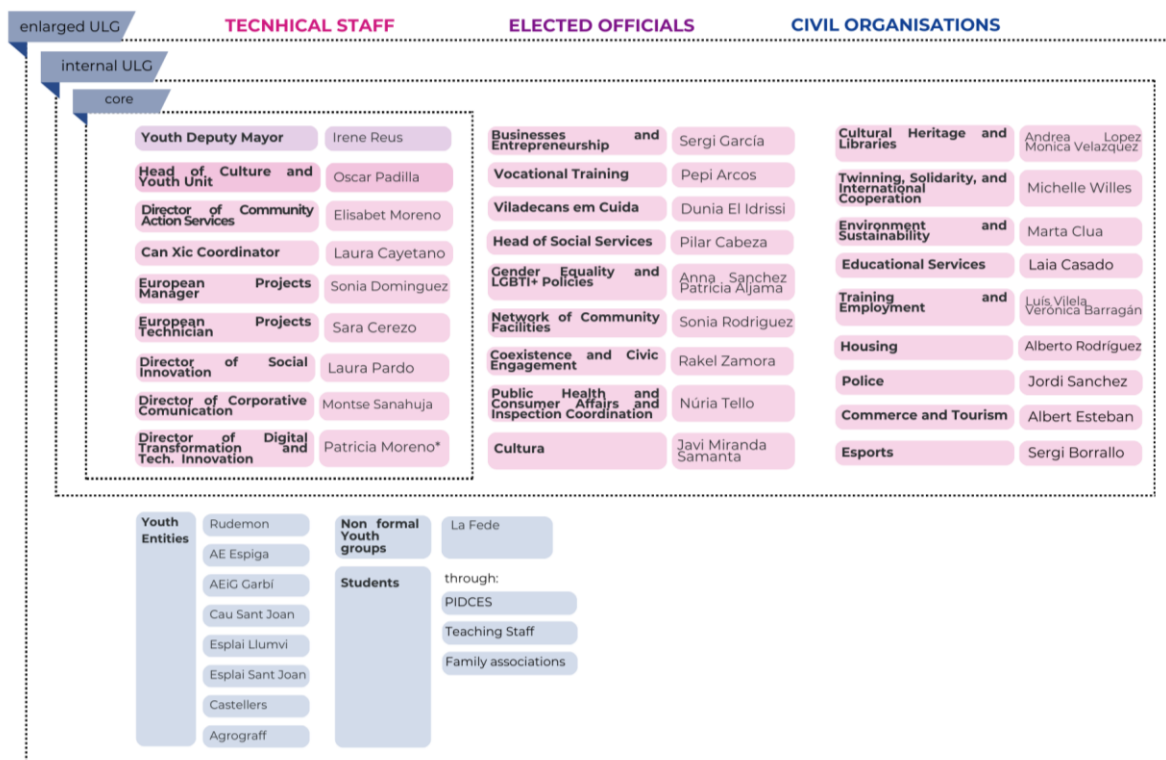 enlarged ULG
TECNHICAL STAFF
ELECTED OFFICIALS
CIVIL ORGANISATIONS
internal ULG
core
Youth Deputy Mayor
Irene Reus
Head of Culture and
Youth Unit
Oscar Padilla
Director of Community
Action Services
Elisabet Moreno
Can Xic Coordinator
Laura Cayetano
European Projects
Manager
Sonia Dominguez
European Projects
Technician
Sara Cerezo
Director of Social
Innovation
Laura Pardo
Director of Corporative
Comunication
Montse Sanahuja
Director of Digital
Transformation and
Tech. Innovation
Patricia Moreno*
Businesses and
Entrepreneurship
Sergi García
Vocational Training
Pepi Arcos
Viladecans em Cuida
Dunia El Idrissi
Head of Social Services
Pilar Cabeza
Gender Equality and
LGBTI+ Policies
Anna Sanchez
Patricia Aljama
Network of Community
Facilities
Sonia Rodriguez
Coexistence and Civic
Engagement
Rakel Zamora
Public Health and
Consumer Affairs and
Inspection Coordination
Núria Tello
Cultura
Javi Miranda
Samanta
Cultural Heritage and
Libraries
Andrea Lopez
Monica Velazquez
Twinning, Solidarity, and
International
Cooperation
Michelle Willes
Environment and
Sustainability
Marta Clua
Educational Services
Laia Casado
Training and
Employment
Luís Vilela
Verónica Barragán
Housing
Alberto Rodríguez
Police
Jordi Sanchez
Commerce and Tourism
Albert Esteban
Esports
Sergi Borrallo
Youth
Entities
Rudemon
AE Espiga
AEiG Garbí
Cau Sant Joan
Esplai Llumvi
Esplai Sant Joan
Castellers
Agrograff
Non formal
Youth
groups
La Fede
Students
through:
PIDCES
Teaching Staff
Family associations